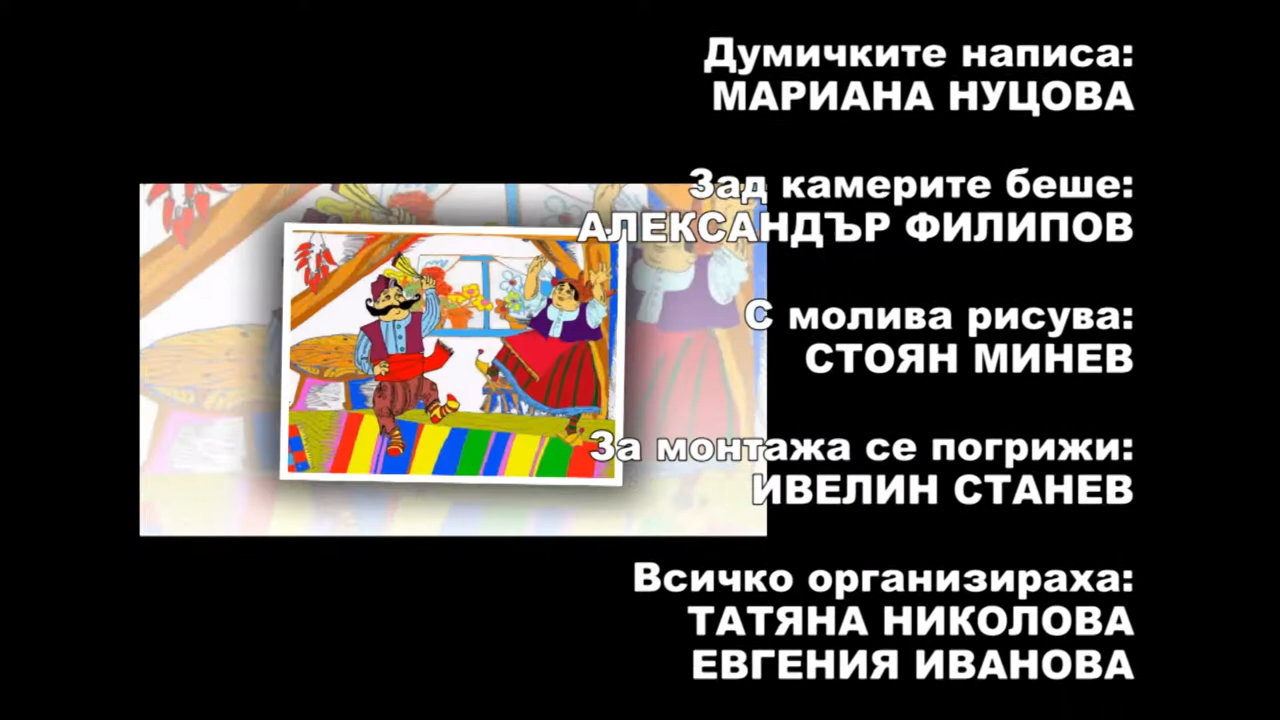 Думичките написа:
МАРИАНА НУЦОВА
Зад камерите беше:
АЛЕКСАНДЪР ФИЛИПОВ
С молива рисува:
СТОЯН МИНЕВ
За монтажа се погрижи:
ИВЕЛИН СТАНЕВ
Всичко организираха:
ТАТЯНА НИКОЛОВА
ЕВГЕНИЯ ИВАНОВА